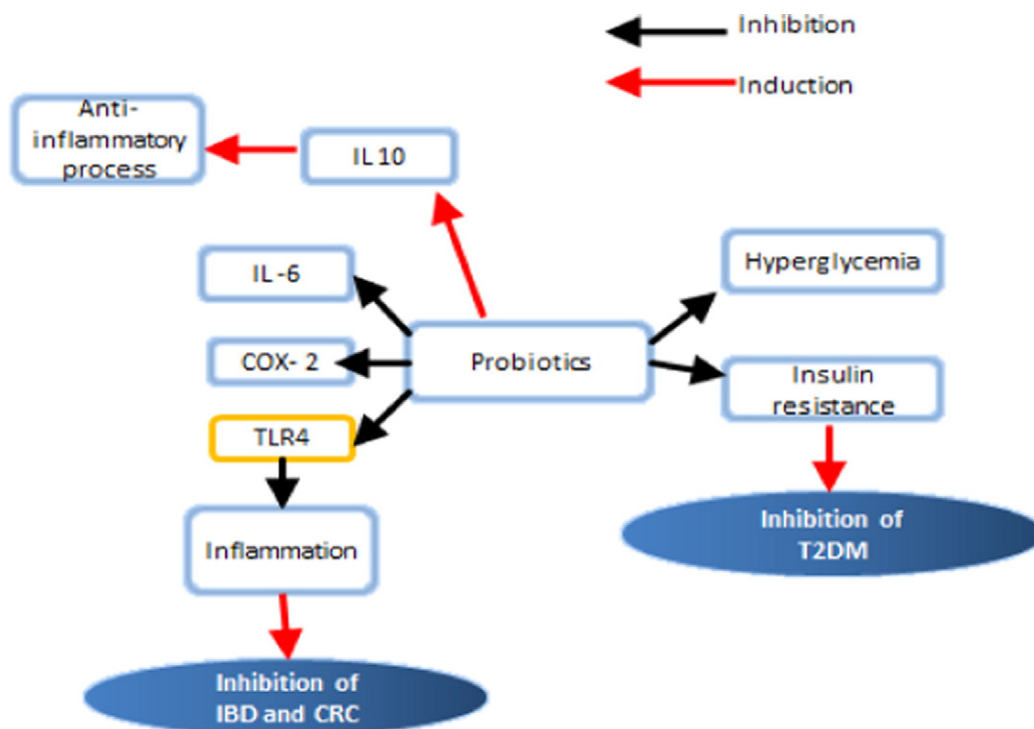 Inhibition
Induction
Anti-
inflammatory
process
IL 10
IL -6
Hyperglycemia
COX- 2
Probiotics
Insulin
resistance
TLR4
Inflammation
Inhibition of
T2DM
Inhibition of
IBD and CRC